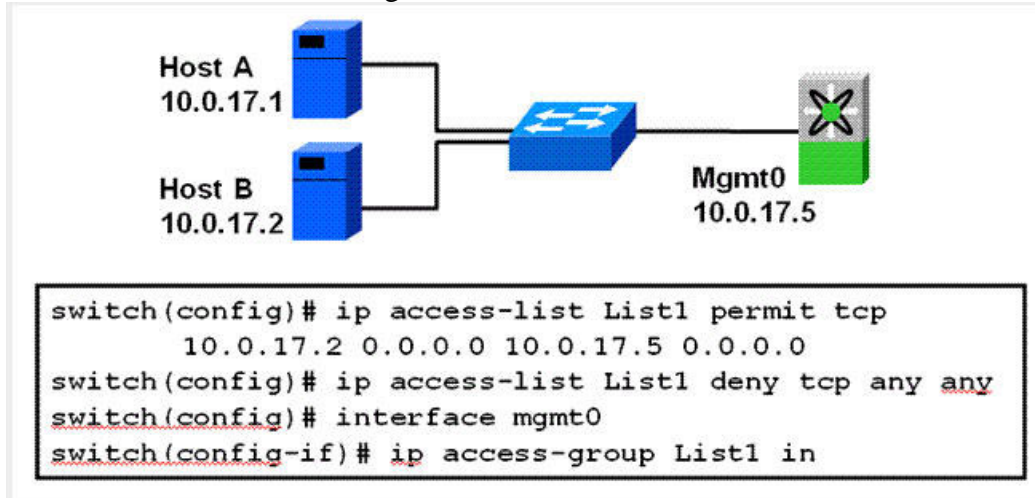 Host A
10.0.17.1
Host B
10.0.17.2
Mgmt0
10.0.17.5
switch(config)# ip access-list List1 permit tcp
10.0.17.2 0.0.0.0 10.0.17.5 0.0.0.0
switch(config)# ip access-list List1 deny tcp any any
switch(config)# interface mgmt0
switch(config-if)# ip access-group List1 in